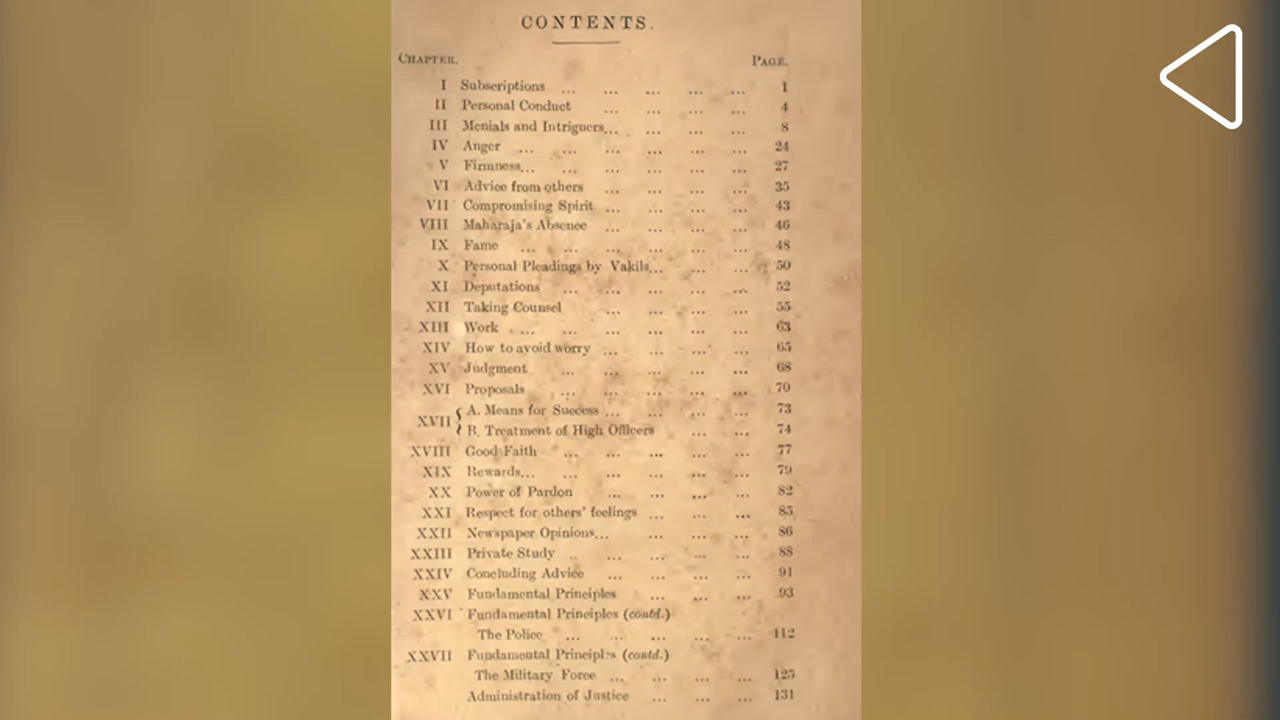 CONTENTS.
CHAPTER. PAGE.
I Subscriptions ... ... ... ... ... 1
II Personal Conduct ... ... ... ... 4
III Menials and Intriguers... ... ... ... 8
IV Anger ... ... ... ... ... ... 24
V Firmness... ... ... ... ... ... 27
VI Advice from others ... ... ... ... 35
VII Compromising Spirit ... ... ... ... 43
VIII Maharaja's Absence ... ... ... ... 46
IX Fame ... ... ... ... ... ... 48
X Personal Pleadings by Vakils... ... ... 50
XI Deputations ... ... ... ... ... 52
XII Taking Counsel ... ... ... ... 55
XIII Work ... ... ... ... ... ... 63
XIV How to avoid worry ... ... ... ... 65
XV Judgment ... ... ... ... ... 68
XVI Proposals ... ... ... ... ... 70
XVII A. Means for Success ... ... ... ... 73
B. Treatment of High Officers ... ... 74
XVIII Good Faith ... ... ... ... ... 77
XIX Rewards... ... ... ... ... ... 79
XX Power of Pardon ... ... ... ... 82
XXI Respect for others' feelings ... ... ... 85
XXII Newspaper Opinions... ... ... ... 86
XXIII Private Study .. ... ... ... ... 88
XXIV Concluding Advice ... ... ... ... 91
XXV Fundamental Principles ... ... ... 93
XXVI Fundamental Principles (contd.)
The Police ... ... ... ... ... 112
XXVII Fundamental Principles (contd.)
The Military Force ... ... ... ... 125
Administration of Justice ... ... ... 131